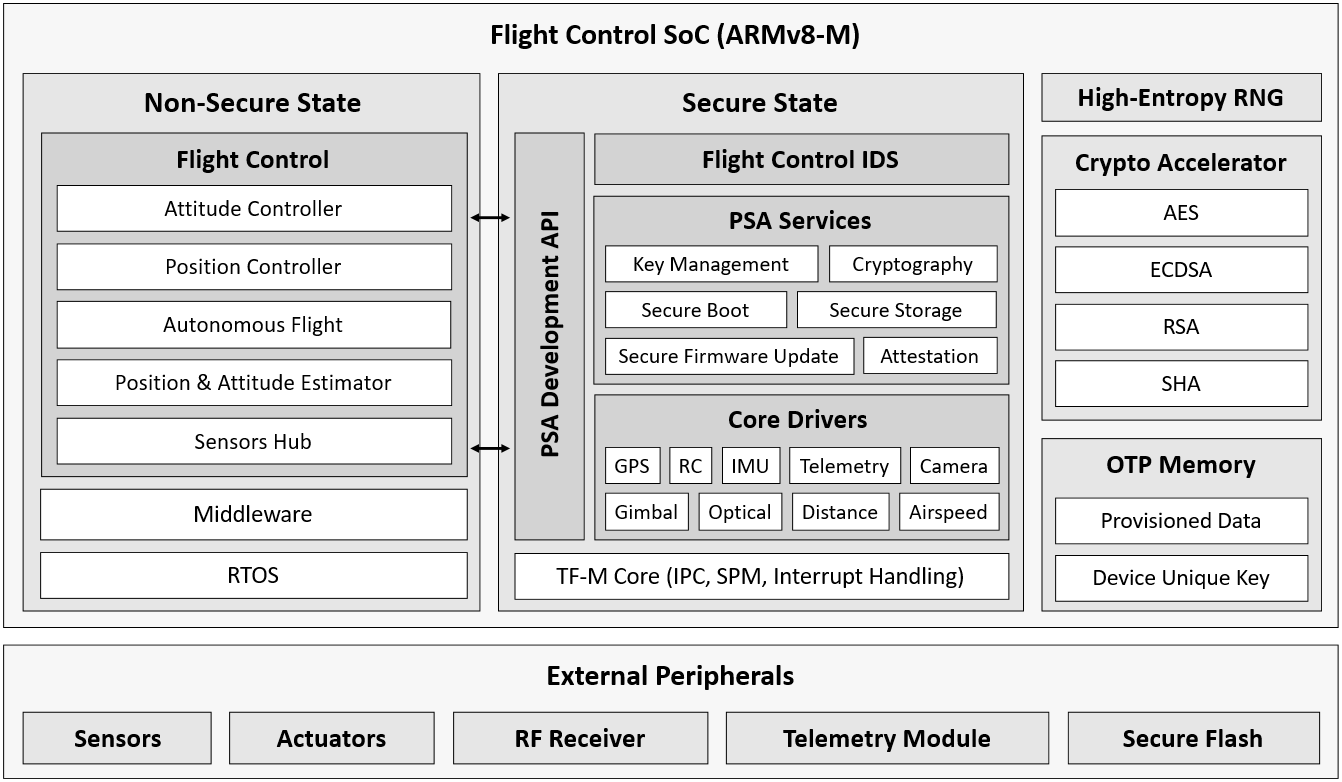 Flight Control SoC (ARMv8-M)
Non-Secure State
Flight Control
Attitude Controller
Position Controller
Autonomous Flight
Position & Attitude Estimator
Sensors Hub
Middleware
RTOS
Secure State
PSA Development API
Flight Control IDS
PSA Services
Key Management
Cryptography
Secure Boot
Secure Storage
Secure Firmware Update
Attestation
Core Drivers
GPS
RC
IMU
Telemetry
Camera
Gimbal
Optical
Distance
Airspeed
TF-M Core (IPC, SPM, Interrupt Handling)
High-Entropy RNG
Crypto Accelerator
AES
ECDSA
RSA
SHA
OTP Memory
Provisioned Data
Device Unique Key
External Peripherals
Sensors
Actuators
RF Receiver
Telemetry Module
Secure Flash